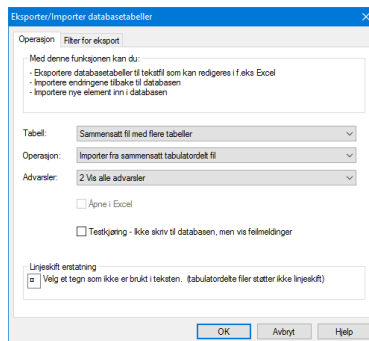 Eksporter/Importer databasetabeller
Operasjon Filter for eksport
Med denne funksjonen kan du:
- Eksportere databasetabeller til tekstfil som kan redigeres i f.eks Excel
- Importere endringene tilbake til databasen
- Importere nye element inn i databasen
Tabell: Sammensatt fil med flere tabeller
Operasjon: Importer fra sammensatt tabulatordelt fil
Advarsler: 2 Vis alle advarsler
Åpne i Excel
Testkjøring - Ikke skriv til databasen, men vis feilmeldinger
Linjeskift erstatning
¤ Velg et tegn som ikke er brukt i teksten. (tabulatordelte filer støtter ikke linjeskift)
OK Avbryt Hjelp